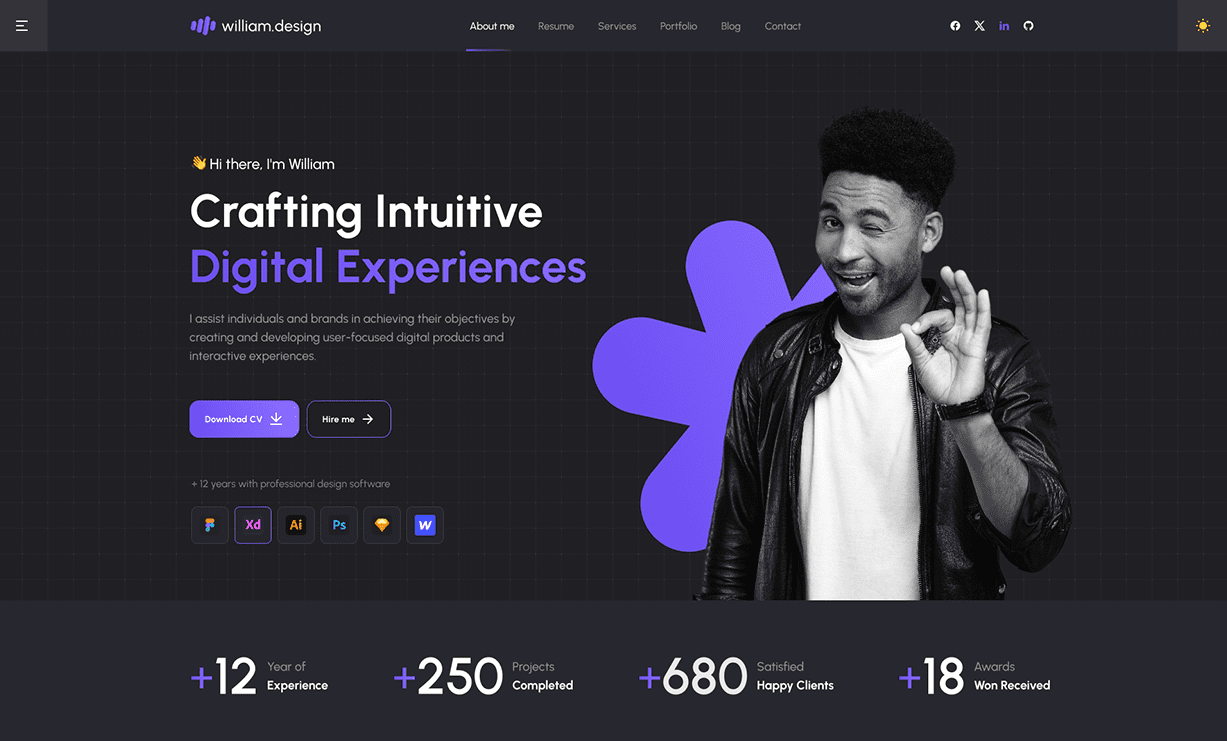 william.design
About me
Resume
Services
Portfolio
Blog
Contact
in
👋 Hi there, I'm William
Crafting Intuitive
Digital Experiences
I assist individuals and brands in achieving their objectives by
creating and developing user-focused digital products and
interactive experiences.
Download CV
Hire me
+ 12 years with professional design software
Xd
Ai
Ps
W
+12 Year of
Experience
+250 Projects
Completed
+680 Satisfied
Happy Clients
+18 Awards
Won Received